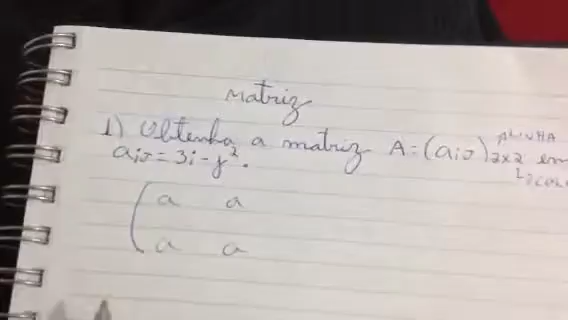 matriz
1) Obtenha a matriz A = (aij)2x2 em
aij = 3i - j².
a a
a a